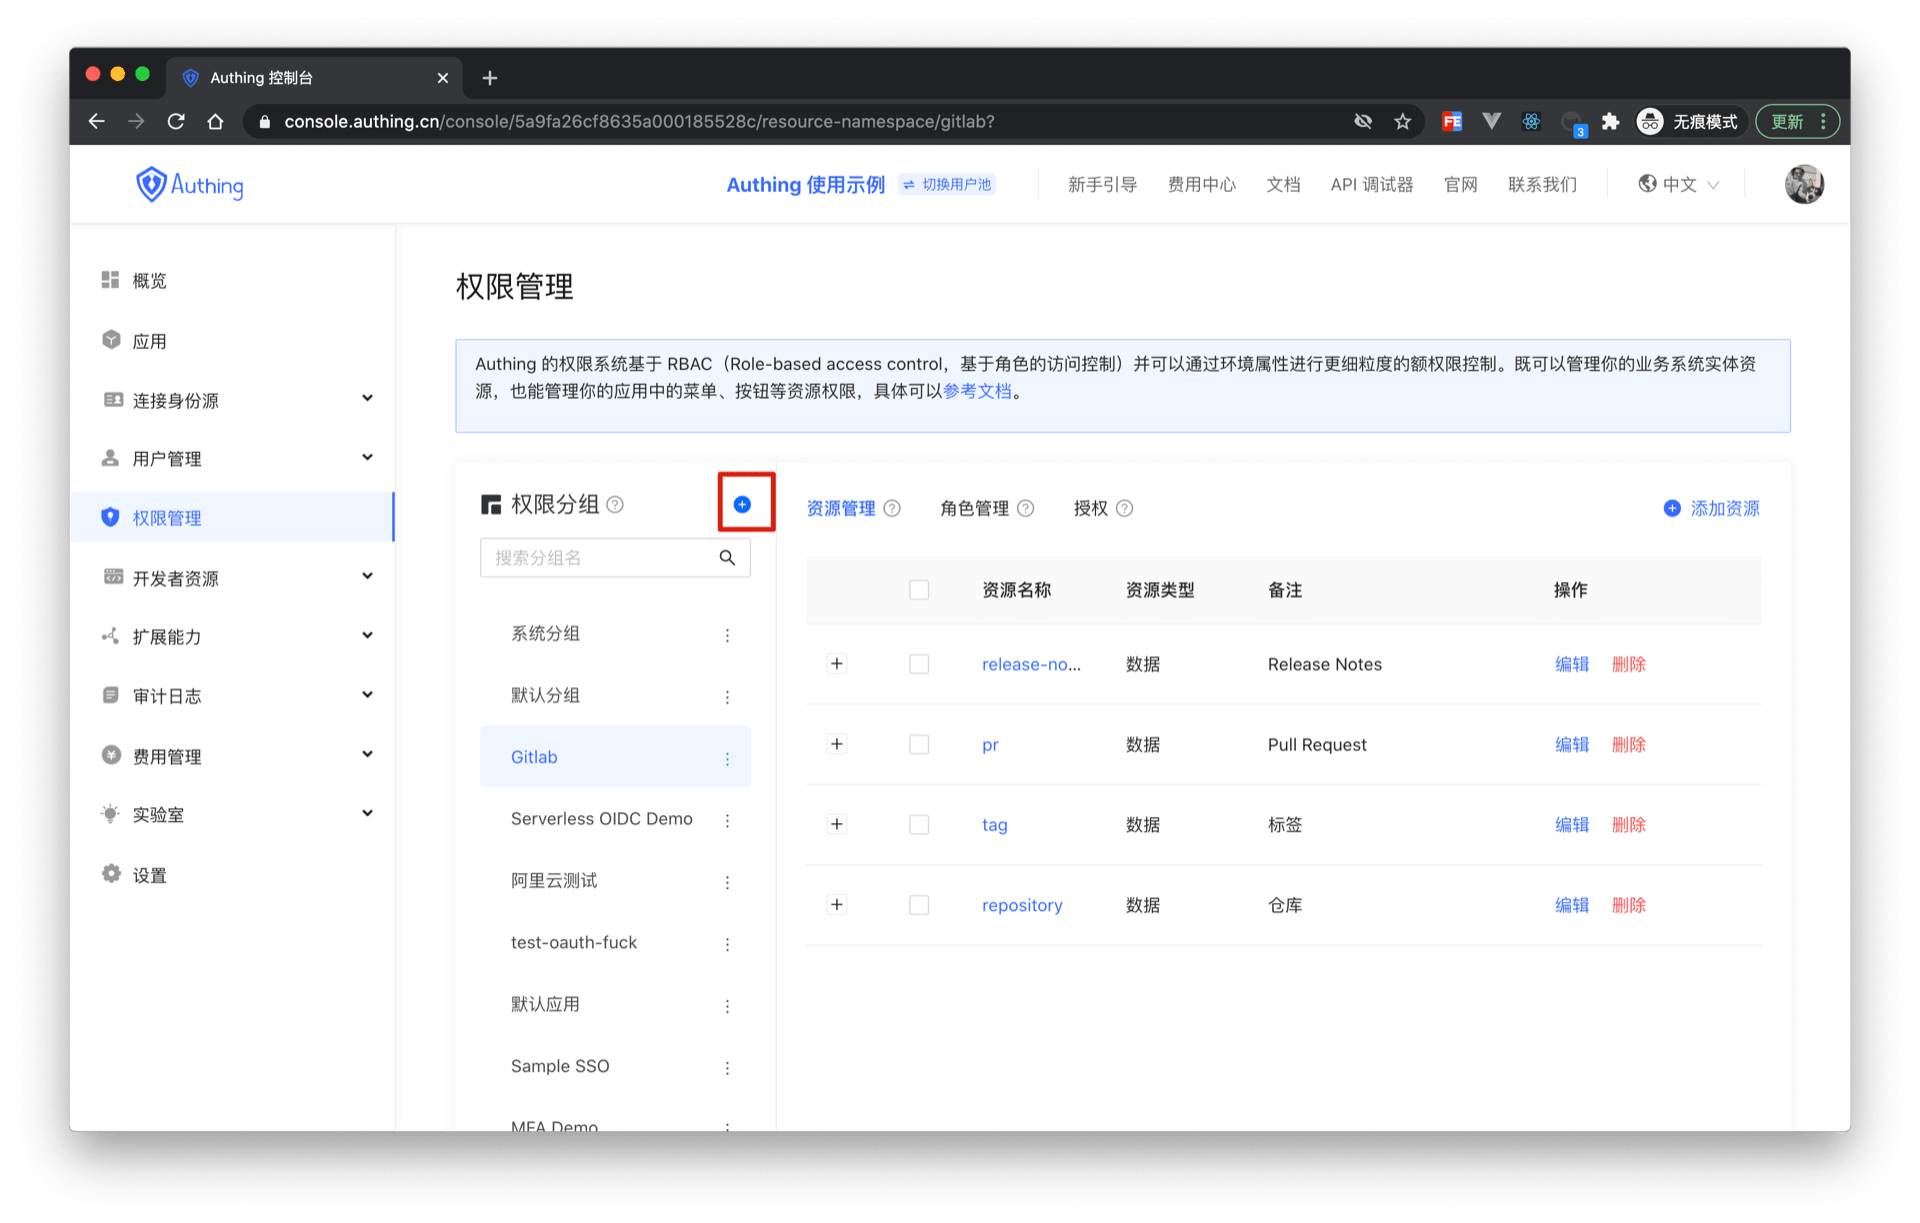 Authing 控制台
console.authing.cn/console/5a9fa26cf8635a000185528c/resource-namespace/gitlab?
FE
3
无痕模式
更新
Authing
Authing 使用示例
切换用户池
新手引导
费用中心
文档
API 调试器
官网
联系我们
中文
概览
应用
连接身份源
用户管理
权限管理
开发者资源
扩展能力
审计日志
费用管理
实验室
设置
权限管理
Authing 的权限系统基于 RBAC（Role-based access control，基于角色的访问控制）并可以通过环境属性进行更细粒度的额权限控制。既可以管理你的业务系统实体资
源，也能管理你的应用中的菜单、按钮等资源权限，具体可以参考文档。
权限分组
搜索分组名
系统分组
默认分组
Gitlab
Serverless OIDC Demo
阿里云测试
test-oauth-fuck
默认应用
Sample SSO
MFA Demo
资源管理 角色管理 授权 添加资源
资源名称 资源类型 备注 操作
release-no... 数据 Release Notes 编辑 删除
pr 数据 Pull Request 编辑 删除
tag 数据 标签 编辑 删除
repository 数据 仓库 编辑 删除